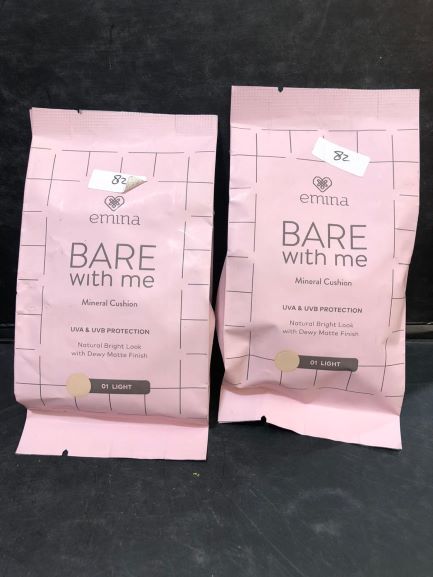 82
emina
BARE
with me
Mineral Cushion
UVA & UVB PROTECTION
Natural Bright Look
with Dewy Matte Finish
01 LIGHT
82
emina
BARE
with me
Mineral Cushion
UVA & UVB PROTECTION
Natural Bright Look
with Dewy Matte Finish
01 LIGHT